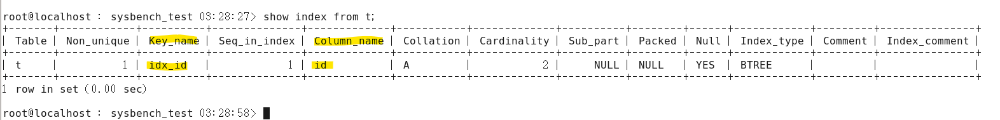 root@localhost : sysbench_test 03:28:27> show index from t;
+-------+------------+----------+--------------+-------------+-----------+-------------+----------+--------+------+------------+---------+---------------+
| Table | Non_unique | Key_name | Seq_in_index | Column_name | Collation | Cardinality | Sub_part | Packed | Null | Index_type | Comment | Index_comment |
+-------+------------+----------+--------------+-------------+-----------+-------------+----------+--------+------+------------+---------+---------------+
| t     |          1 | idx_id   |            1 | id          | A         |           2 |     NULL | NULL   | YES  | BTREE      |         |               |
+-------+------------+----------+--------------+-------------+-----------+-------------+----------+--------+------+------------+---------+---------------+
1 row in set (0.00 sec)
root@localhost : sysbench_test 03:28:58>